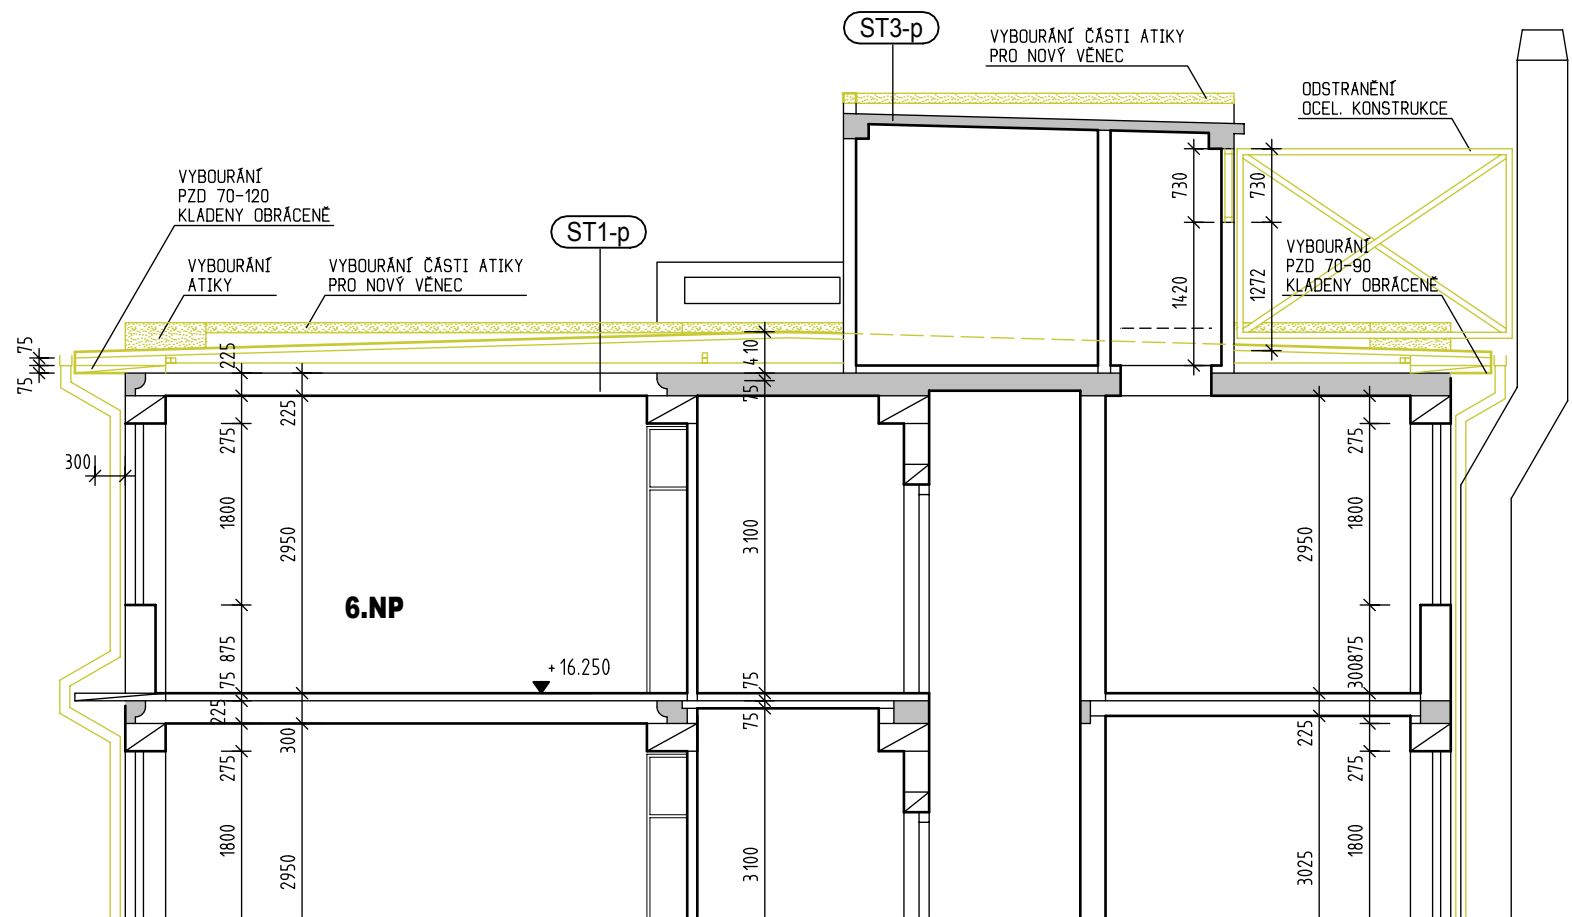 ST3-p
VYBOURÁNÍ ČÁSTI ATIKY
PRO NOVÝ VĚNEC
ODSTRANĚNÍ
OCEL. KONSTRUKCE
VYBOURÁNÍ
PZD 70-120
KLADENY OBRÁCENĚ
ST1-p
VYBOURÁNÍ
ATIKY
VYBOURÁNÍ ČÁSTI ATIKY
PRO NOVÝ VĚNEC
VYBOURÁNÍ
PZD 70-90
KLADENY OBRÁCENĚ
730
730
1420
1272
75
75
225
410
75
225
275
275
300
1800
2950
3100
2950
1800
6.NP
875
75
+16.250
75
300875
225
300
75
225
275
275
1800
2950
3100
3025
1800